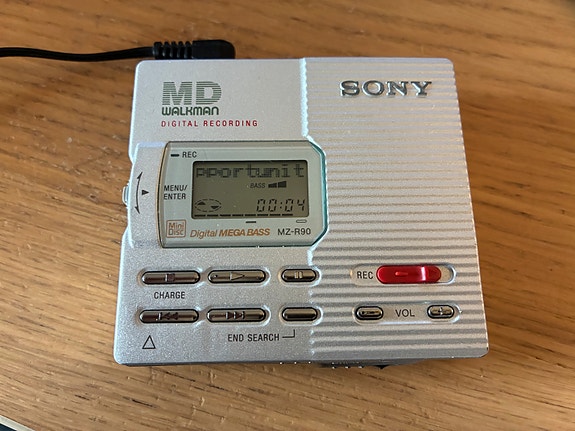 MD
WALKMAN
DIGITAL RECORDING
SONY
REC
MENU/
ENTER
pportunit
BASS
00:04
Mini
Disc
Digital MEGA BASS MZ-R90
CHARGE
REC
VOL
END SEARCH